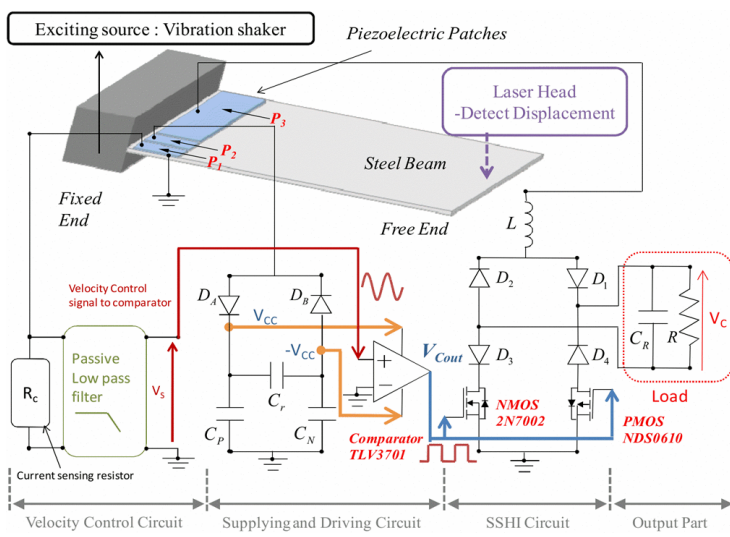 Exciting source : Vibration shaker
Piezoelectric Patches
Laser Head
-Detect Displacement
P3
P2
P1
Steel Beam
Fixed
End
Free End
L
Velocity Control
signal to comparator
DA
DB
D2
D1
VCC
-VCC
VCout
CR
R
VC
Rc
Passive
Low pass
filter
Vs
+
−
Cr
D3
D4
Load
CP
CN
Comparator
TLV3701
NMOS
2N7002
PMOS
NDS0610
Current sensing resistor
Velocity Control Circuit
Supplying and Driving Circuit
SSHI Circuit
Output Part